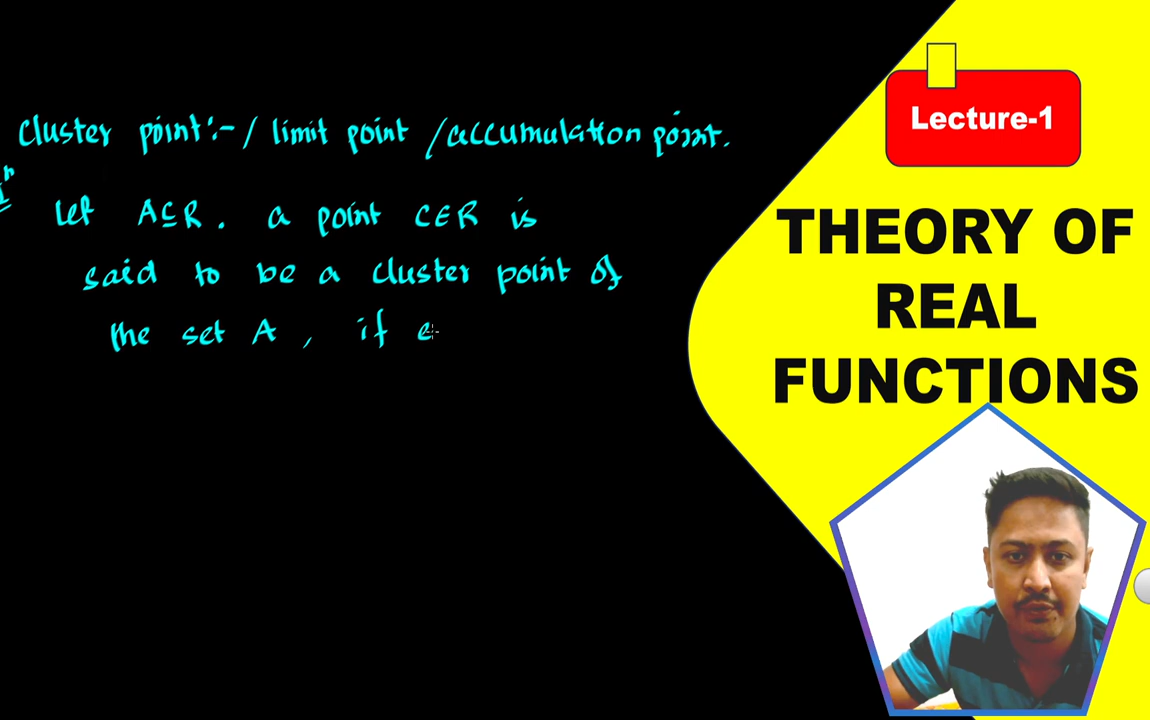 Cluster point :- / limit point / accumulation point.
Let A⊆R. a point C∈R is
said to be a cluster point of
the set A, if e
Lecture-1
THEORY OF
REAL
FUNCTIONS